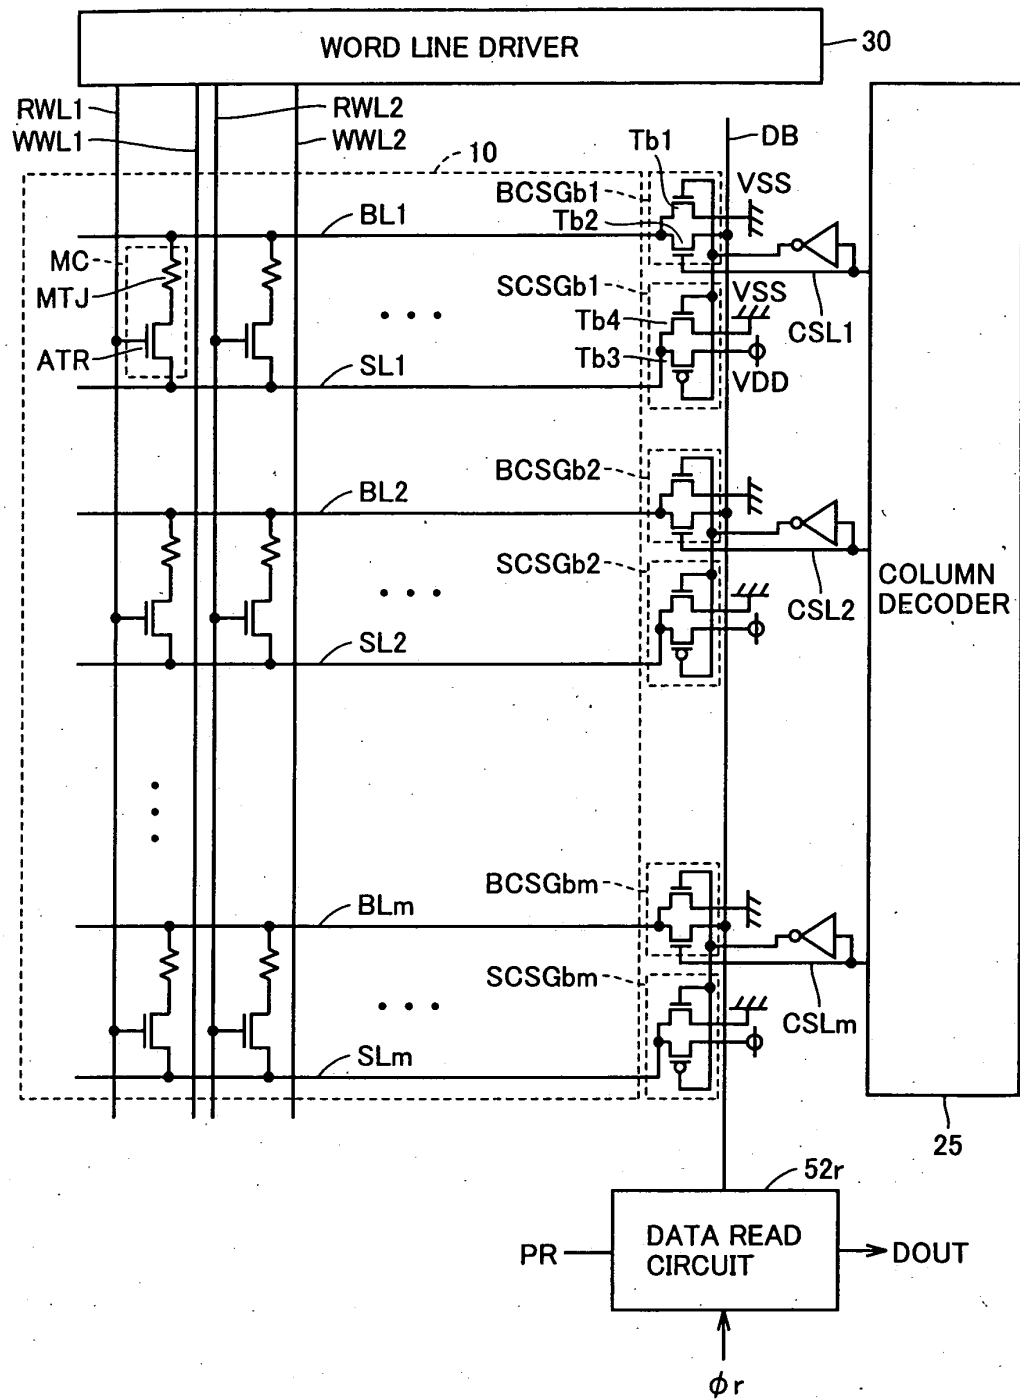 WORD LINE DRIVER
30
RWL1
WWL1
RWL2
WWL2
10
DB
Tb1
BCSGb1
VSS
Tb2
BL1
MC
MTJ
ATR
SCSGb1
VSS
Tb4
Tb3
VDD
CSL1
SL1
BCSGb2
BL2
SCSGb2
CSL2
SL2
COLUMN
DECODER
BCSGbm
BLm
SCSGbm
CSLm
SLm
25
52r
PR
DATA READ
CIRCUIT
DOUT
φr